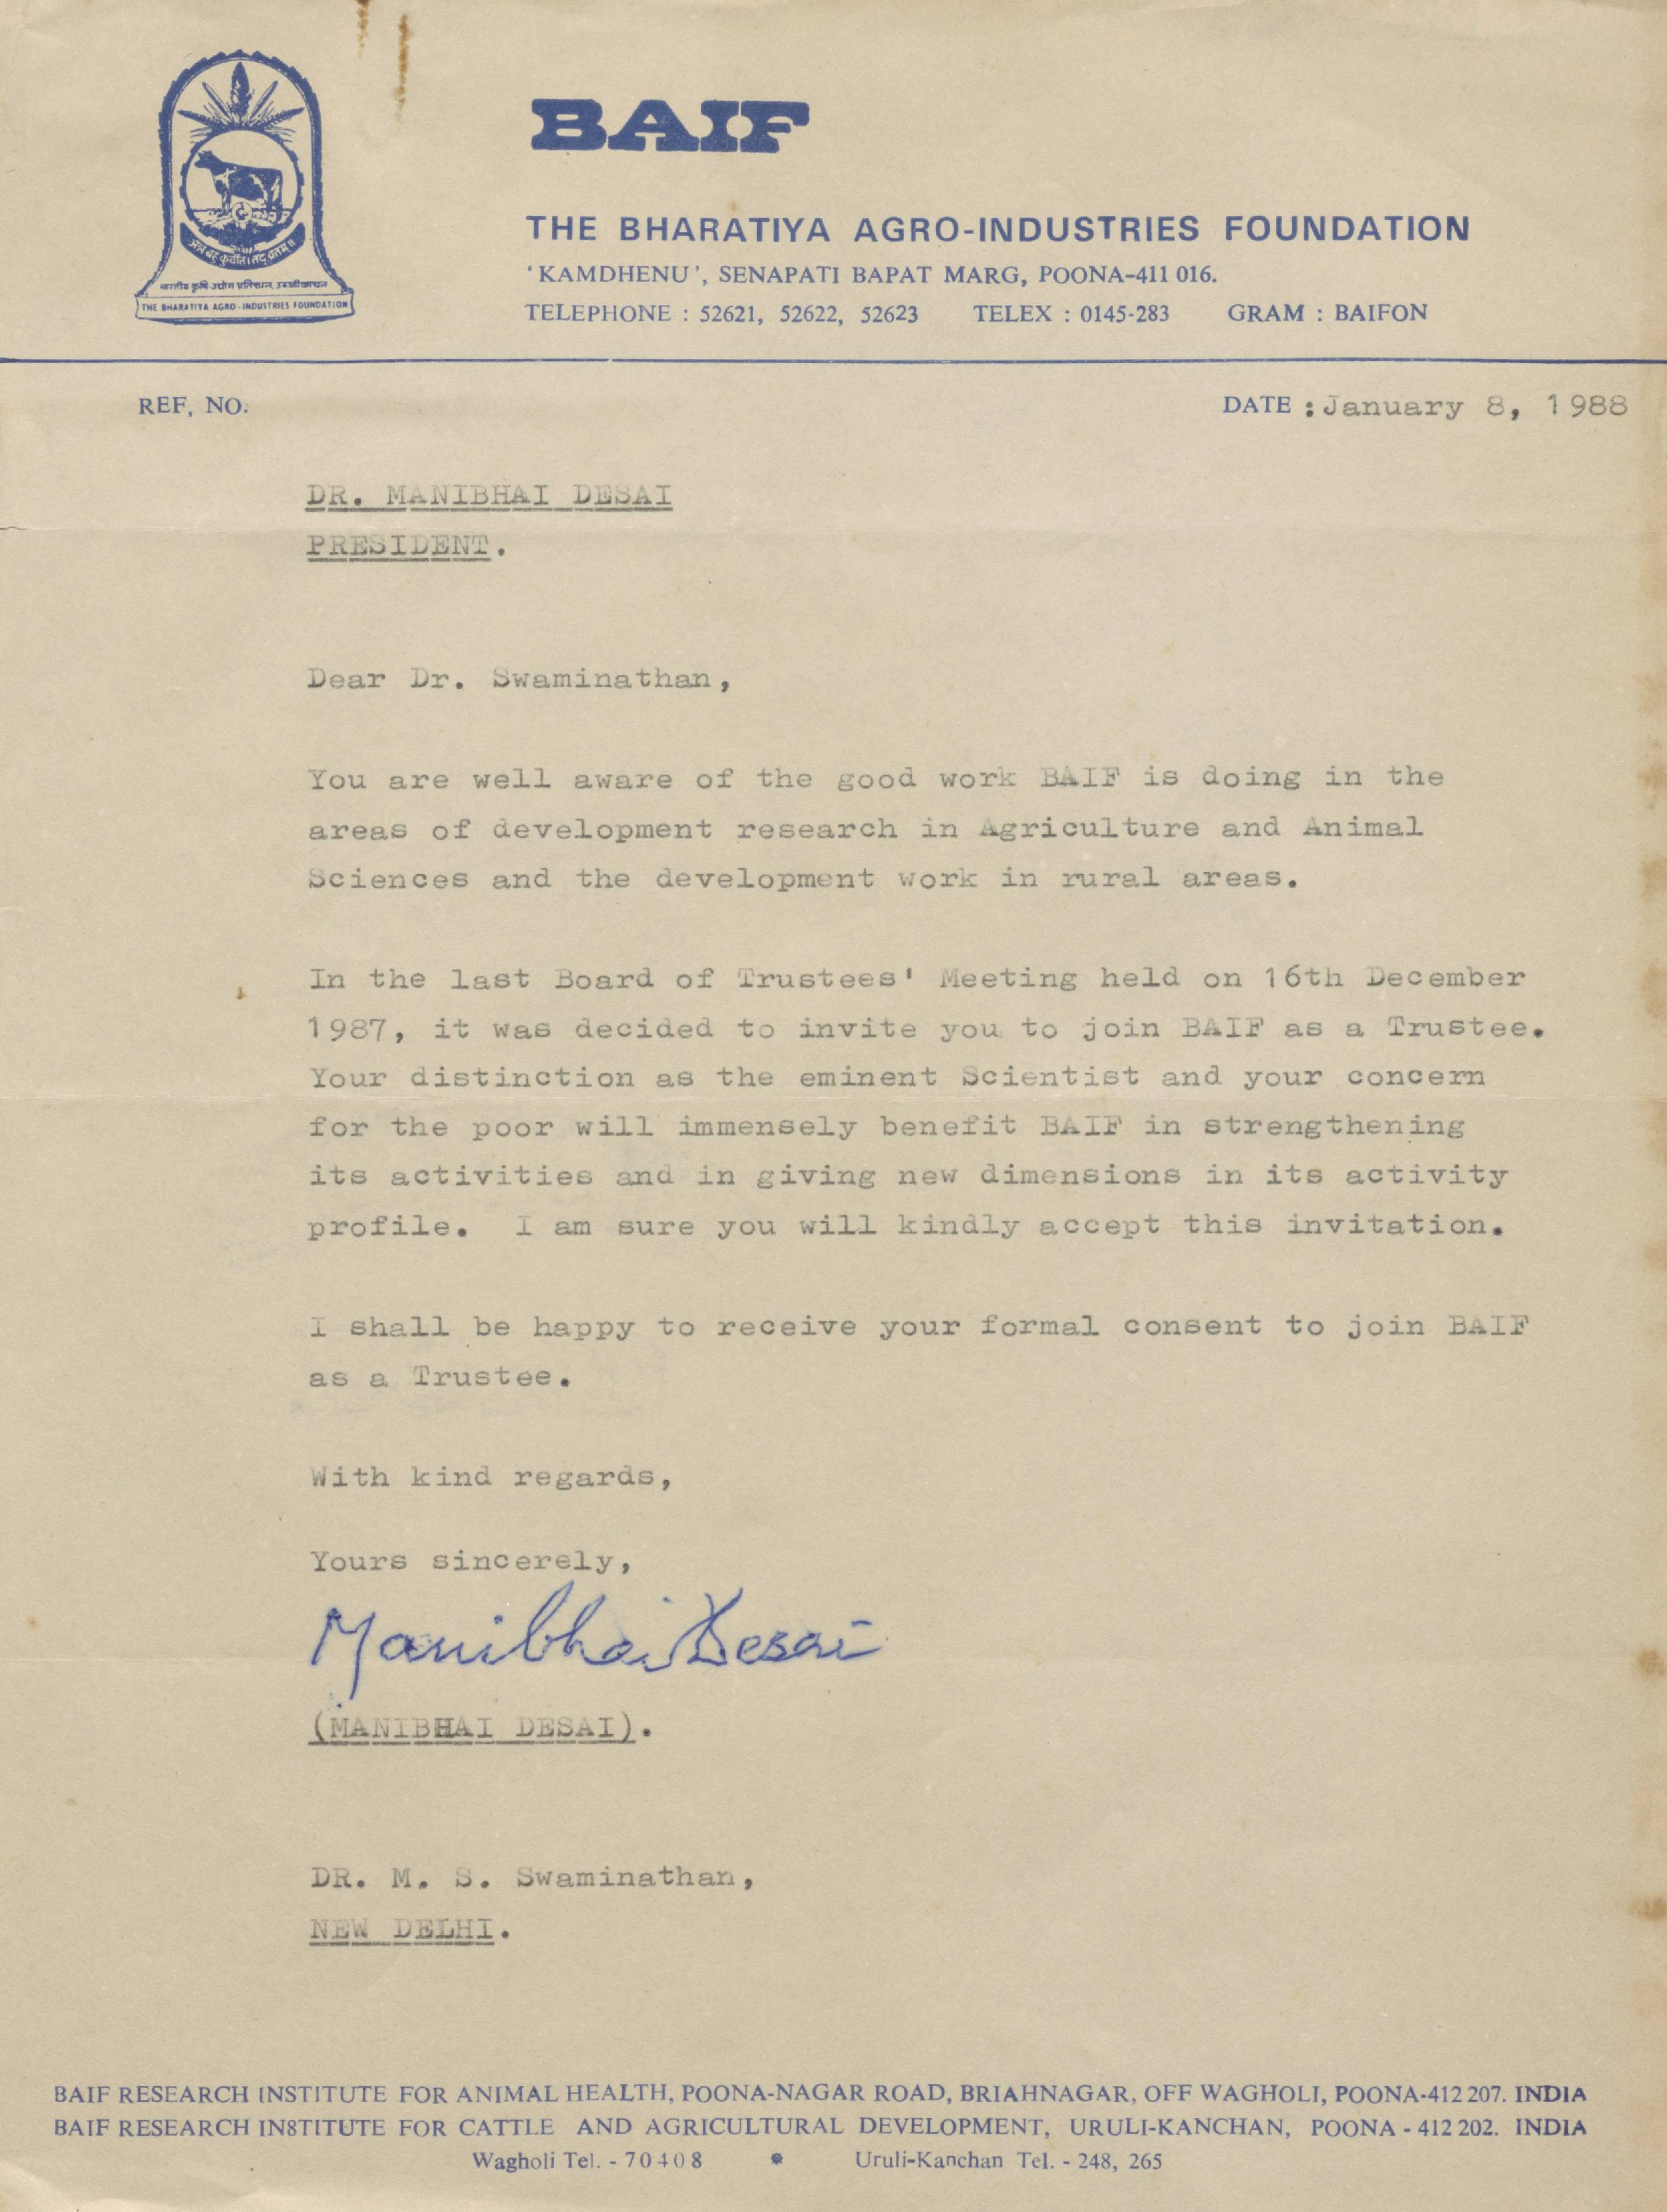 BAIF
THE BHARATIYA AGRO-INDUSTRIES FOUNDATION
'KAMDHENU', SENAPATI BAPAT MARG, POONA-411 016.
TELEPHONE : 52621, 52622, 52623 TELEX : 0145-283 GRAM : BAIFON
अन्नं बहु कुर्वीत। तद् व्रतम्॥
भारतीय कृषि-उद्योग प्रतिष्ठान, उरुळीकांचन
THE BHARATIYA AGRO-INDUSTRIES FOUNDATION
REF, NO. DATE : January 8, 1988
DR. MANIBHAI DESAI
PRESIDENT.
Dear Dr. Swaminathan,
You are well aware of the good work BAIF is doing in the
areas of development research in Agriculture and Animal
Sciences and the development work in rural areas.
In the last Board of Trustees' Meeting held on 16th December
1987, it was decided to invite you to join BAIF as a Trustee.
Your distinction as the eminent Scientist and your concern
for the poor will immensely benefit BAIF in strengthening
its activities and in giving new dimensions in its activity
profile. I am sure you will kindly accept this invitation.
I shall be happy to receive your formal consent to join BAIF
as a Trustee.
With kind regards,
Yours sincerely,
Manibhai Desai
(MANIBHAI DESAI).
DR. M. S. Swaminathan,
NEW DELHI.
BAIF RESEARCH INSTITUTE FOR ANIMAL HEALTH, POONA-NAGAR ROAD, BRIAHNAGAR, OFF WAGHOLI, POONA-412 207. INDIA
BAIF RESEARCH IN8TITUTE FOR CATTLE AND AGRICULTURAL DEVELOPMENT, URULI-KANCHAN, POONA - 412 202. INDIA
Wagholi Tel. - 70408 * Uruli-Kanchan Tel. - 248, 265